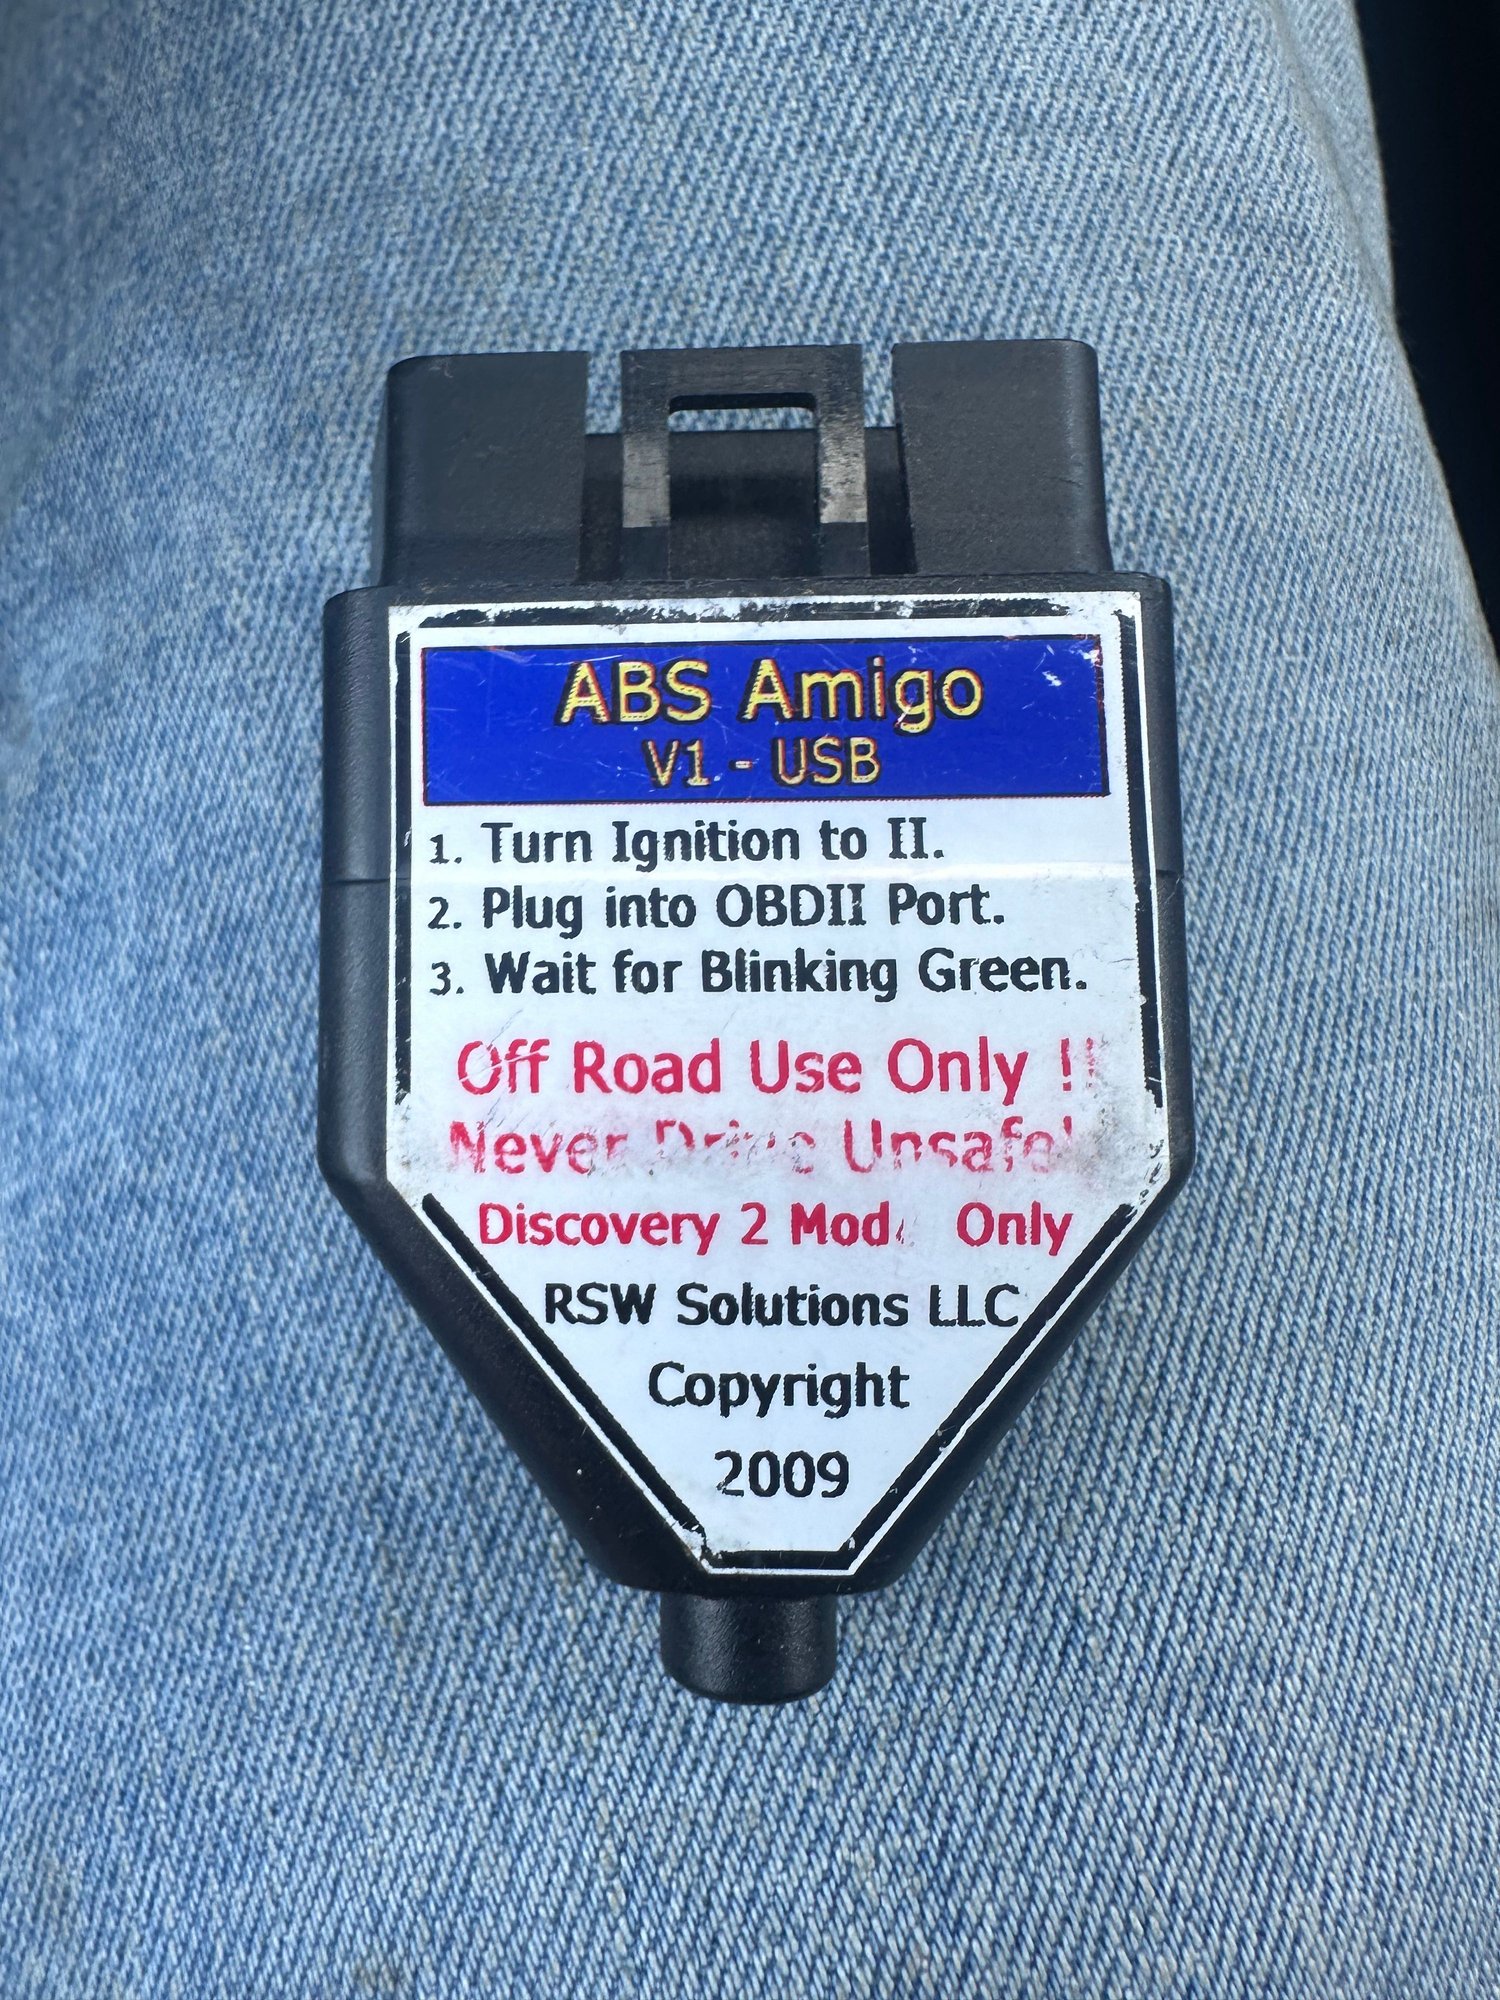 ABS Amigo
V1 - USB
1. Turn Ignition to II.
2. Plug into OBDII Port.
3. Wait for Blinking Green.
Off Road Use Only !!
Never Drive Unsafe!
Discovery 2 Only
RSW Solutions LLC
Copyright
2009